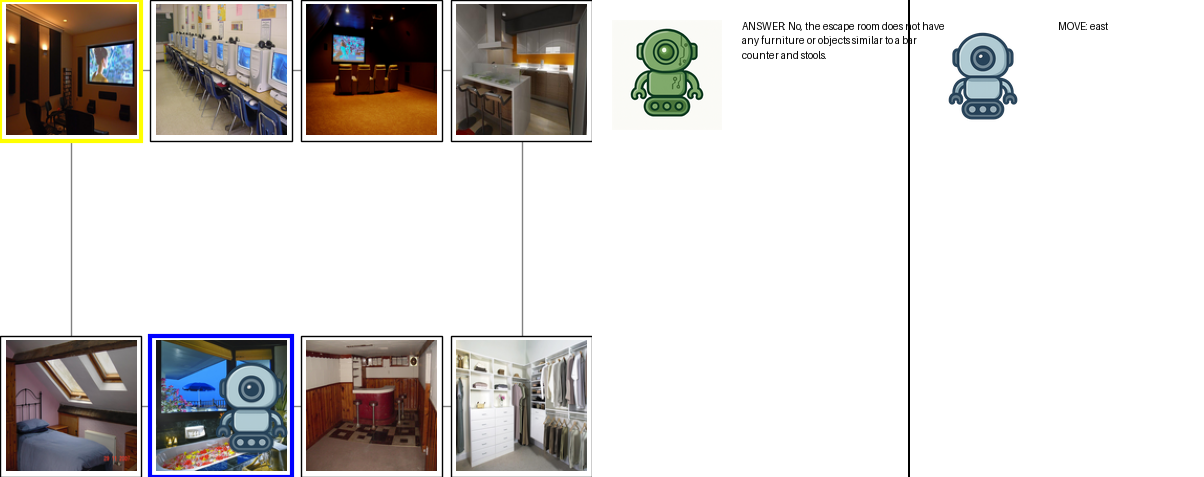 ANSWER: No, the escape room does not have
any furniture or objects similar to a bar
counter and stools.
MOVE: east